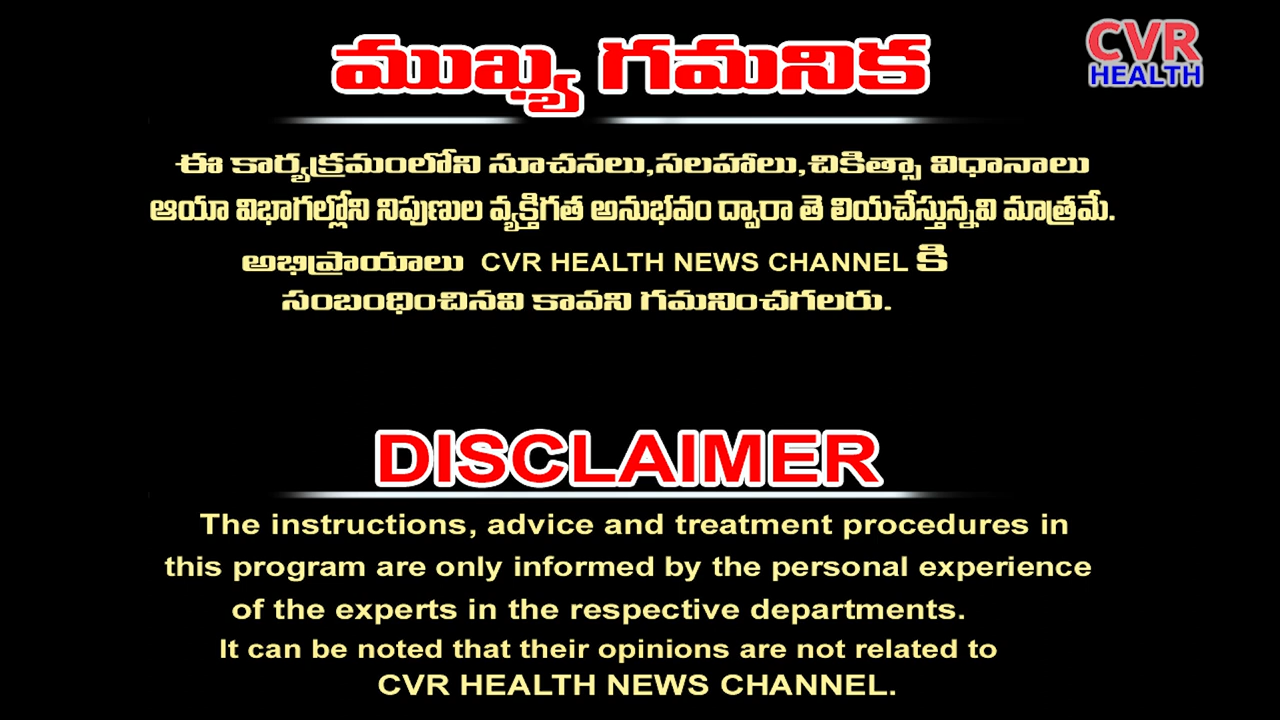 ముఖ్య గమనిక
CVR
HEALTH
ఈ కార్యక్రమంలోని సూచనలు,సలహాలు,చికిత్సా విధానాలు
ఆయా విభాగల్లోని నిపుణుల వ్యక్తిగత అనుభవం ద్వారా తె లియచేస్తున్నవి మాత్రమే.
అభిప్రాయాలు CVR HEALTH NEWS CHANNEL కి
సంబంధించినవి కావని గమనించగలరు.
DISCLAIMER
The instructions, advice and treatment procedures in
this program are only informed by the personal experience
of the experts in the respective departments.
It can be noted that their opinions are not related to
CVR HEALTH NEWS CHANNEL.